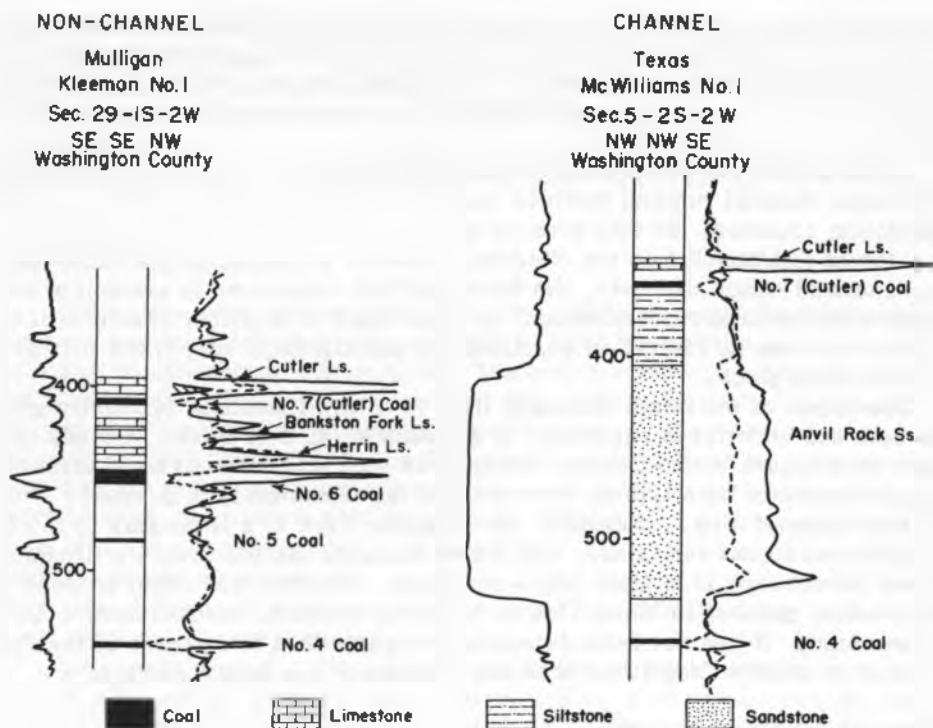 NON-CHANNEL
Mulligan
Kleeman No.1
Sec. 29-1S-2W
SE SE NW
Washington County
400
500
Cutler Ls.
No. 7 (Cutler) Coal
Bankston Fork Ls.
Herrin Ls.
No. 6 Coal
No. 5 Coal
No. 4 Coal
CHANNEL
Texas
McWilliams No. 1
Sec. 5-2S-2W
NW NW SE
Washington County
400
500
Cutler Ls.
No. 7 (Cutler) Coal
Anvil Rock Ss.
No. 4 Coal
Coal
Limestone
Siltstone
Sandstone